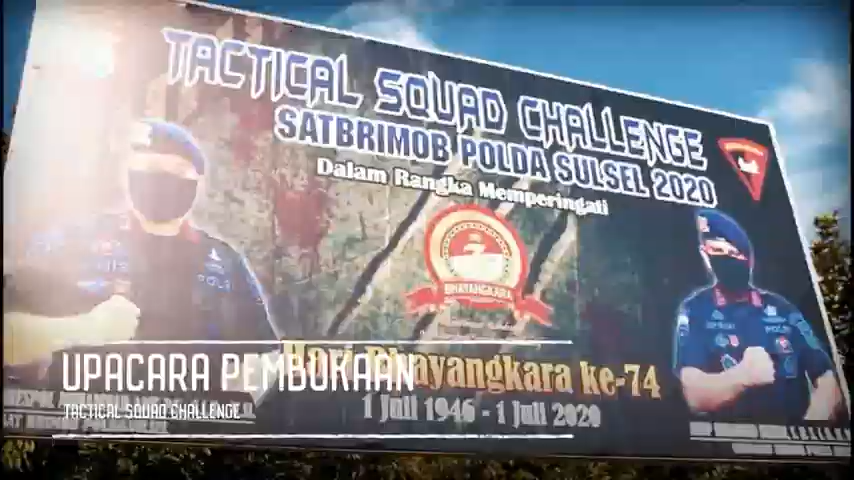 TACTICAL SQUAD CHALLENGE
SATBRIMOB POLDA SULSEL 2020
Dalam Rangka Memperingati
BHAYANGKARA
Hari Bhayangkara ke-74
1 Juli 1946 - 1 Juli 2020
UPACARA PEMBUKAAN
TACTICAL SQUAD CHALLENGE